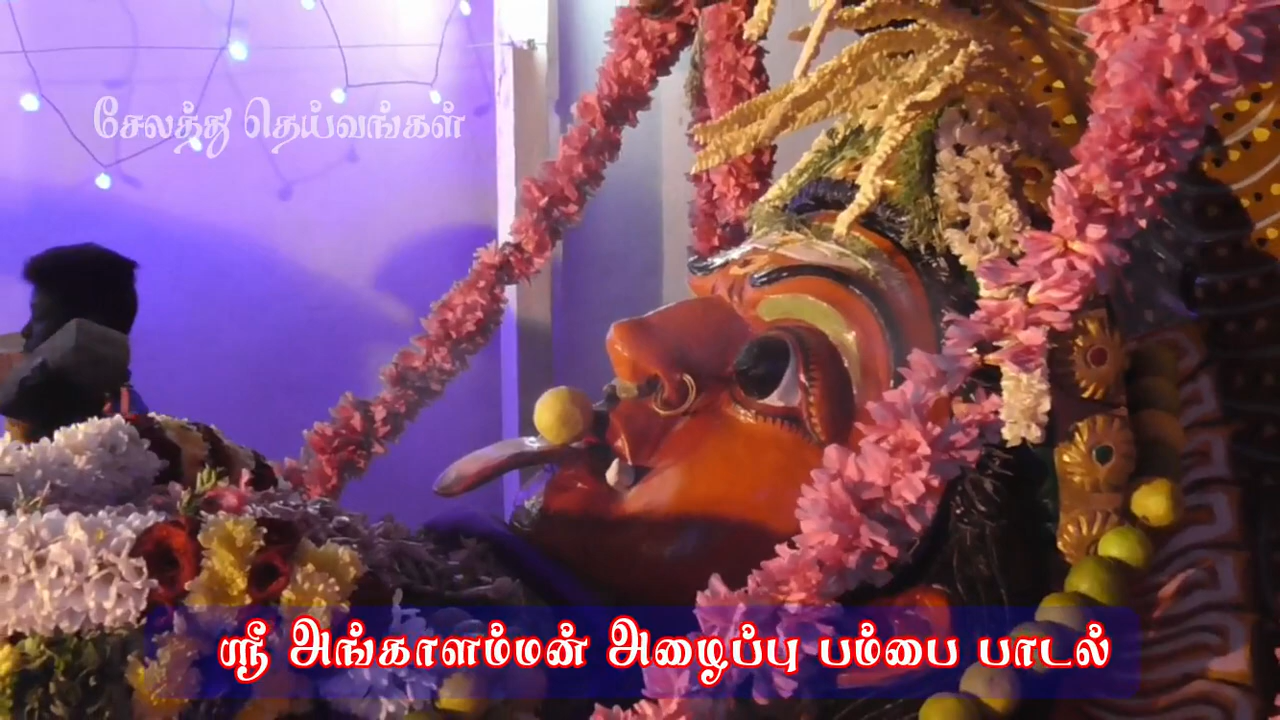 சேலத்து தெய்வங்கள்
ஸ்ரீ அங்காளம்மன் அழைப்பு பம்பை பாடல்